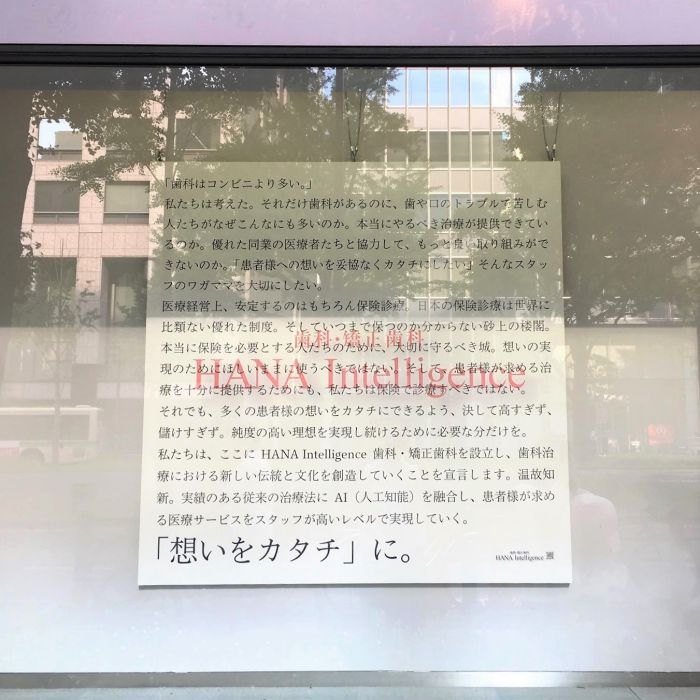 「歯科はコンビニより多い。」
私たちは考えた。それだけ歯科があるのに、歯や口のトラブルで苦しむ
人たちがなぜこんなにも多いのか。本当にやるべき治療が提供できてい
るのか。優れた同業の医療者たちと協力して、もっと良い取り組みがで
きないのか。「患者様への想いを妥協なくカタチにしたい」そんなスタッ
フのワガママを大切にしたい。
医療経営上、安定するのはもちろん保険診療。日本の保険診療は世界に
比類ない優れた制度。そしていつまで保つのか分からない砂上の楼閣。
歯科・矯正歯科
本当に保険を必要とする人たちのために、大切に守るべき城。想いの実
HANA Intelligence
現のためにほしいままに使うべきではない。そして、患者様が求める治
療を十分に提供するためにも、私たちは保険で診療すべきではない。
それでも、多くの患者様の想いをカタチにできるよう、決して高すぎず、
儲けすぎず。純度の高い理想を実現し続けるために必要な分だけを。
私たちは、ここに HANA Intelligence 歯科・矯正歯科を設立し、歯科治
療における新しい伝統と文化を創造していくことを宣言します。温故知
新。実績のある従来の治療法に AI（人工知能）を融合し、患者様が求め
る医療サービスをスタッフが高いレベルで実現していく。
「想いをカタチ」に。
歯科・矯正歯科
HANA Intelligence